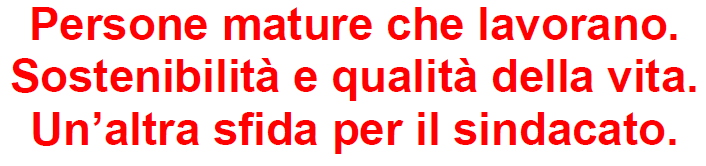 Persone mature che lavorano.
Sostenibilità e qualità della vita.
Un’altra sfida per il sindacato.